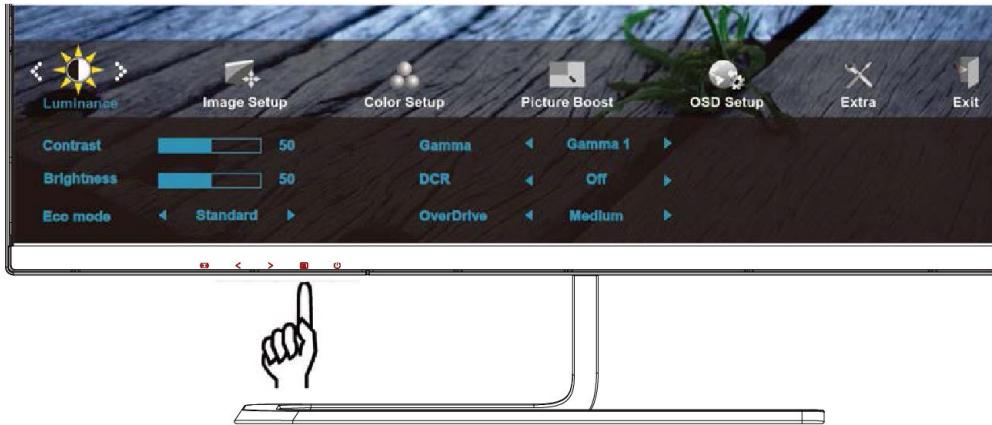 Luminance Image Setup Color Setup Picture Boost OSD Setup Extra Exit
Contrast 50 Gamma Gamma 1
Brightness 50 DCR Off
Eco mode Standard OverDrive Medium